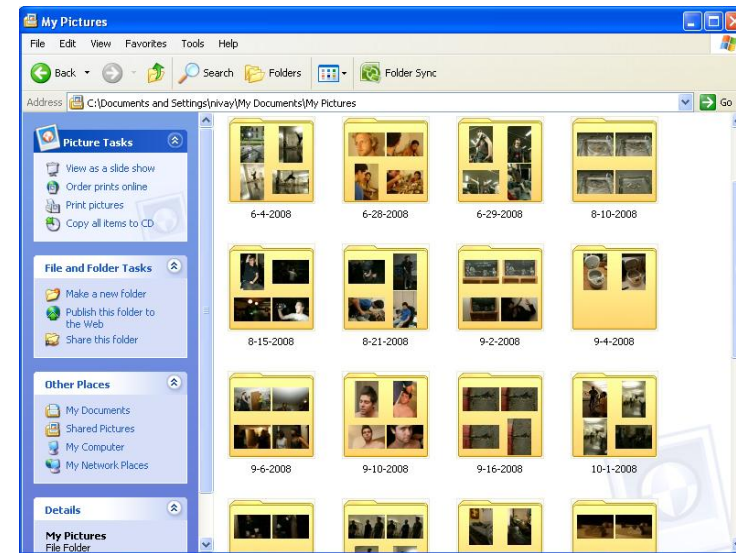 My Pictures
File Edit View Favorites Tools Help
Back Search Folders Folder Sync
Address C:\Documents and Settings\nivay\My Documents\My Pictures Go
Picture Tasks
View as a slide show
Order prints online
Print pictures
Copy all items to CD
File and Folder Tasks
Make a new folder
Publish this folder to
the Web
Share this folder
Other Places
My Documents
Shared Pictures
My Computer
My Network Places
Details
My Pictures
File Folder
6-4-2008 6-28-2008 6-29-2008 8-10-2008
8-15-2008 8-21-2008 9-2-2008 9-4-2008
9-6-2008 9-10-2008 9-16-2008 10-1-2008